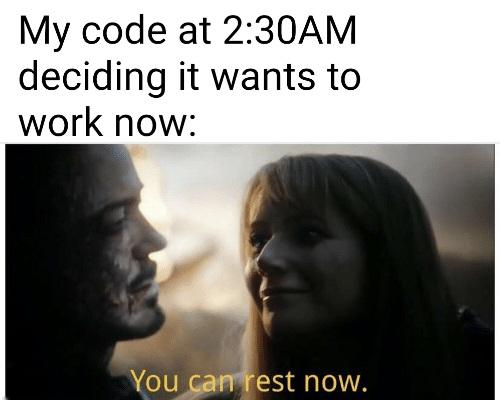 My code at 2:30AM
deciding it wants to
work now:
You can rest now.